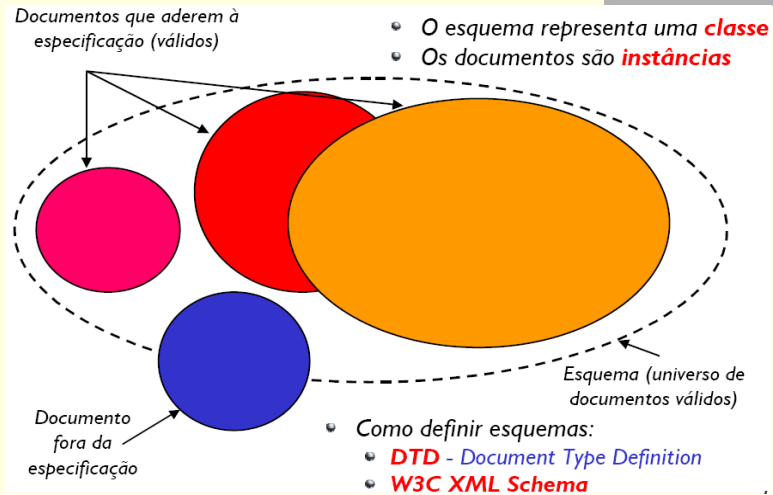 Documentos que aderem à
especificação (válidos)
O esquema representa uma classe
Os documentos são instâncias
Esquema (universo de
documentos válidos)
Documento
fora da
especificação
Como definir esquemas:
DTD - Document Type Definition
W3C XML Schema